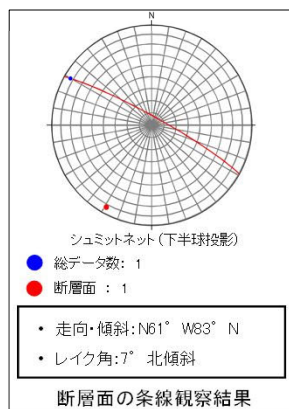 N
シュミットネット(下半球投影)
総データ数: 1
断層面 : 1
・ 走向・傾斜:N61° W83° N
・ レイク角:7° 北傾斜
断層面の条線観察結果